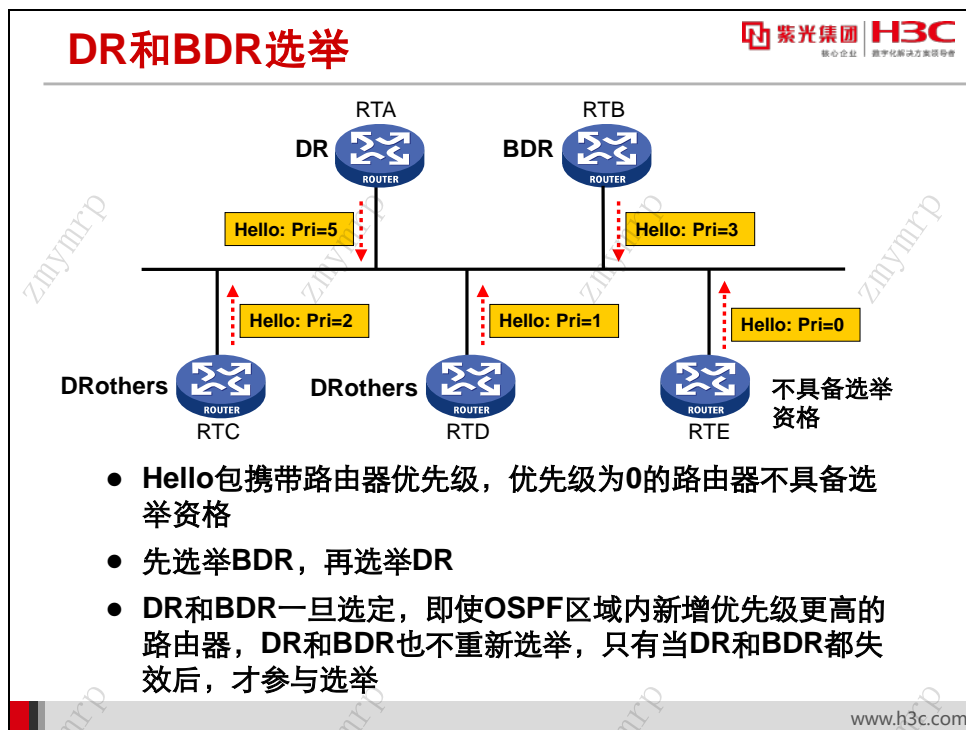 DR和BDR选举
紫光集团 H3C
核心企业 数字化解决方案领导者
RTA
RTB
DR
BDR
ROUTER
ROUTER
Hello: Pri=5
Hello: Pri=3
zmymrp
zmymrp
zmymrp
zmymrp
Hello: Pri=2
Hello: Pri=1
Hello: Pri=0
DRothers
DRothers
不具备选举
资格
ROUTER
ROUTER
ROUTER
RTC
RTD
RTE
● Hello包携带路由器优先级，优先级为0的路由器不具备选
举资格
● 先选举BDR，再选举DR
● DR和BDR一旦选定，即使OSPF区域内新增优先级更高的
路由器，DR和BDR也不重新选举，只有当DR和BDR都失
效后，才参与选举
www.h3c.com